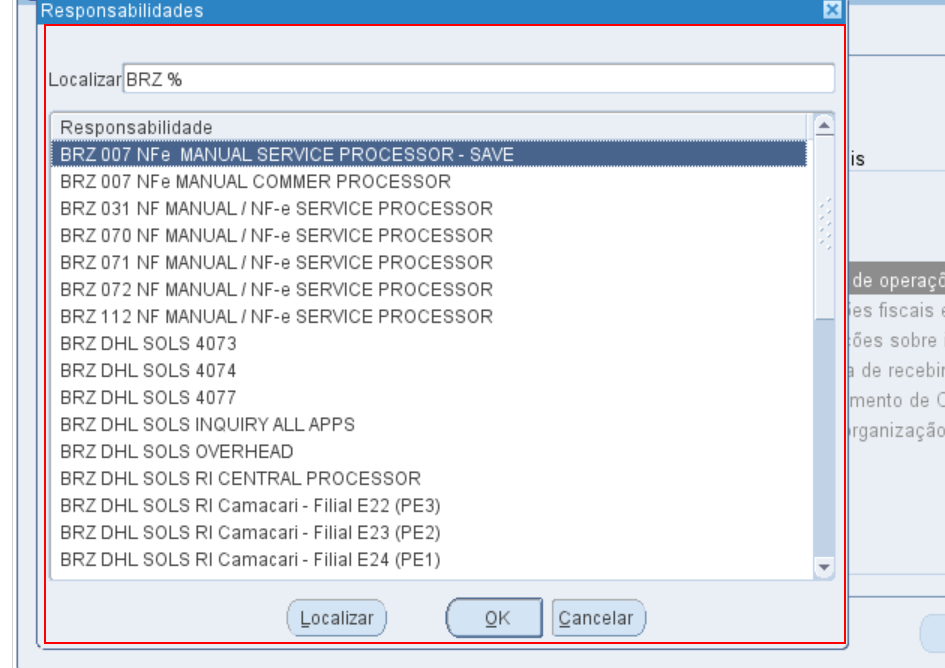 Responsabilidades
Localizar BRZ %
Responsabilidade
BRZ 007 NFe  MANUAL SERVICE PROCESSOR - SAVE
BRZ 007 NFe MANUAL COMMER PROCESSOR
BRZ 031 NF MANUAL / NF-e SERVICE PROCESSOR
BRZ 070 NF MANUAL / NF-e SERVICE PROCESSOR
BRZ 071 NF MANUAL / NF-e SERVICE PROCESSOR
BRZ 072 NF MANUAL / NF-e SERVICE PROCESSOR
BRZ 112 NF MANUAL / NF-e SERVICE PROCESSOR
BRZ DHL SOLS 4073
BRZ DHL SOLS 4074
BRZ DHL SOLS 4077
BRZ DHL SOLS INQUIRY ALL APPS
BRZ DHL SOLS OVERHEAD
BRZ DHL SOLS RI CENTRAL PROCESSOR
BRZ DHL SOLS RI Camacari - Filial E22 (PE3)
BRZ DHL SOLS RI Camacari - Filial E23 (PE2)
BRZ DHL SOLS RI Camacari - Filial E24 (PE1)
Localizar
OK
Cancelar
is
de operaçõ
es fiscais
ões sobre
de recebir
mento de
organização